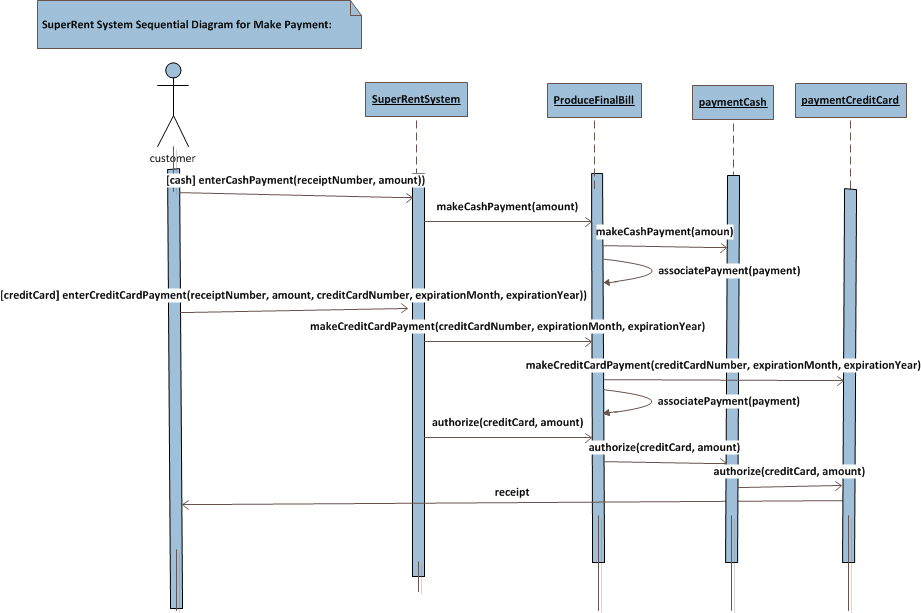 SuperRent System Sequential Diagram for Make Payment:
SuperRentSystem
ProduceFinalBill
paymentCash
paymentCreditCard
customer
[cash] enterCashPayment(receiptNumber, amount))
makeCashPayment(amount)
makeCashPayment(amoun)
associatePayment(payment)
[creditCard] enterCreditCardPayment(receiptNumber, amount, creditCardNumber, expirationMonth, expirationYear))
makeCreditCardPayment(creditCardNumber, expirationMonth, expirationYear)
makeCreditCardPayment(creditCardNumber, expirationMonth, expirationYear)
associatePayment(payment)
authorize(creditCard, amount)
authorize(creditCard, amount)
authorize(creditCard, amount)
receipt